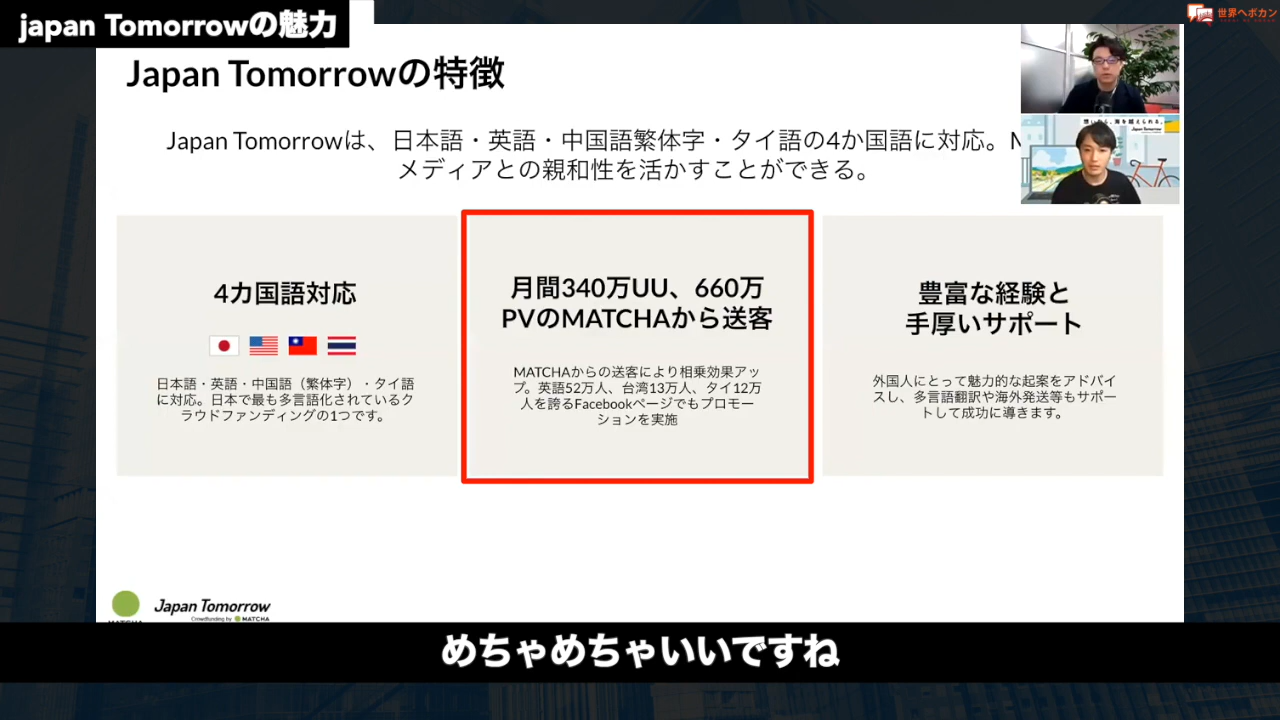 japan Tomorrowの魅力
世界へボカン
Japan Tomorrowの特徴
Japan Tomorrowは、日本語・英語・中国語繁体字・タイ語の4か国語に対応。
メディアとの親和性を活かすことができる。
想いよ、海を越えられる。
Japan Tomorrow
4カ国語対応
日本語・英語・中国語（繁体字）・タイ語
に対応。日本で最も多言語化されているク
ラウドファンディングの1つです。
月間340万UU、660万
PVのMATCHAから送客
MATCHAからの送客により相乗効果アッ
プ。英語52万人、台湾13万人、タイ12万
人を誇るFacebookページでもプロモー
ションを実施
豊富な経験と
手厚いサポート
外国人にとって魅力的な起案をアドバイ
スし、多言語翻訳や海外発送等もサポー
トして成功に導きます。
MATCHA
Japan Tomorrow
Crowdfunding by MATCHA
めちゃめちゃいいですね